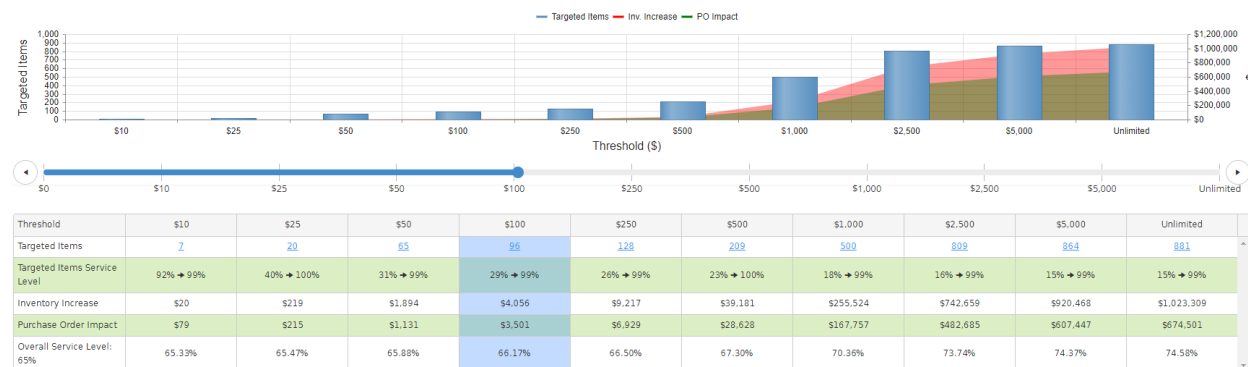 Targeted Items Inv. Increase PO Impact
Targeted Items
1,000
900
800
700
600
500
400
300
200
100
0
$1,200,000
$1,000,000
$800,000
$600,000
$400,000
$200,000
$0
$10 $25 $50 $100 $250 $500 $1,000 $2,500 $5,000 Unlimited
Threshold ($)
$0 $10 $25 $50 $100 $250 $500 $1,000 $2,500 $5,000 Unlimited
Threshold $10 $25 $50 $100 $250 $500 $1,000 $2,500 $5,000 Unlimited
Targeted Items 7 20 65 96 128 209 500 809 864 881
Targeted Items Service
Level 92% ➔ 99% 40% ➔ 100% 31% ➔ 99% 29% ➔ 99% 26% ➔ 99% 23% ➔ 100% 18% ➔ 99% 16% ➔ 99% 15% ➔ 99% 15% ➔ 99%
Inventory Increase $20 $219 $1,894 $4,056 $9,217 $39,181 $255,524 $742,659 $920,468 $1,023,309
Purchase Order Impact $79 $215 $1,131 $3,501 $6,929 $28,628 $167,757 $482,685 $607,447 $674,501
Overall Service Level:
65% 65.33% 65.47% 65.88% 66.17% 66.50% 67.30% 70.36% 73.74% 74.37% 74.58%